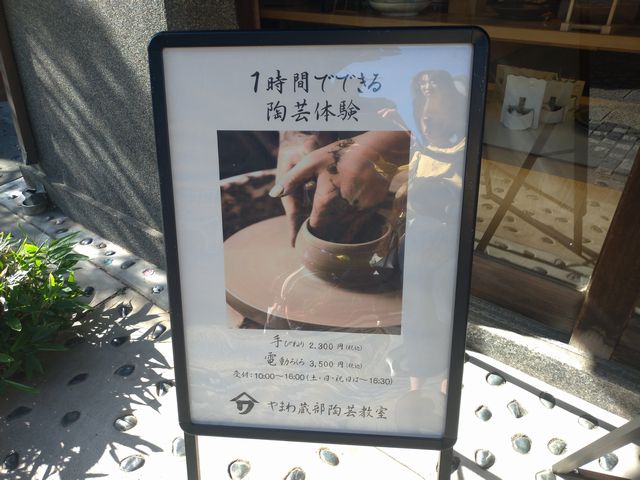 1時間でできる
陶芸体験
手びねり 2,300円(税込)
電動ろくろ 3,500円(税込)
受付:10:00〜16:00(土・日・祝日は〜16:30)
ワ やまわ蔵部陶芸教室